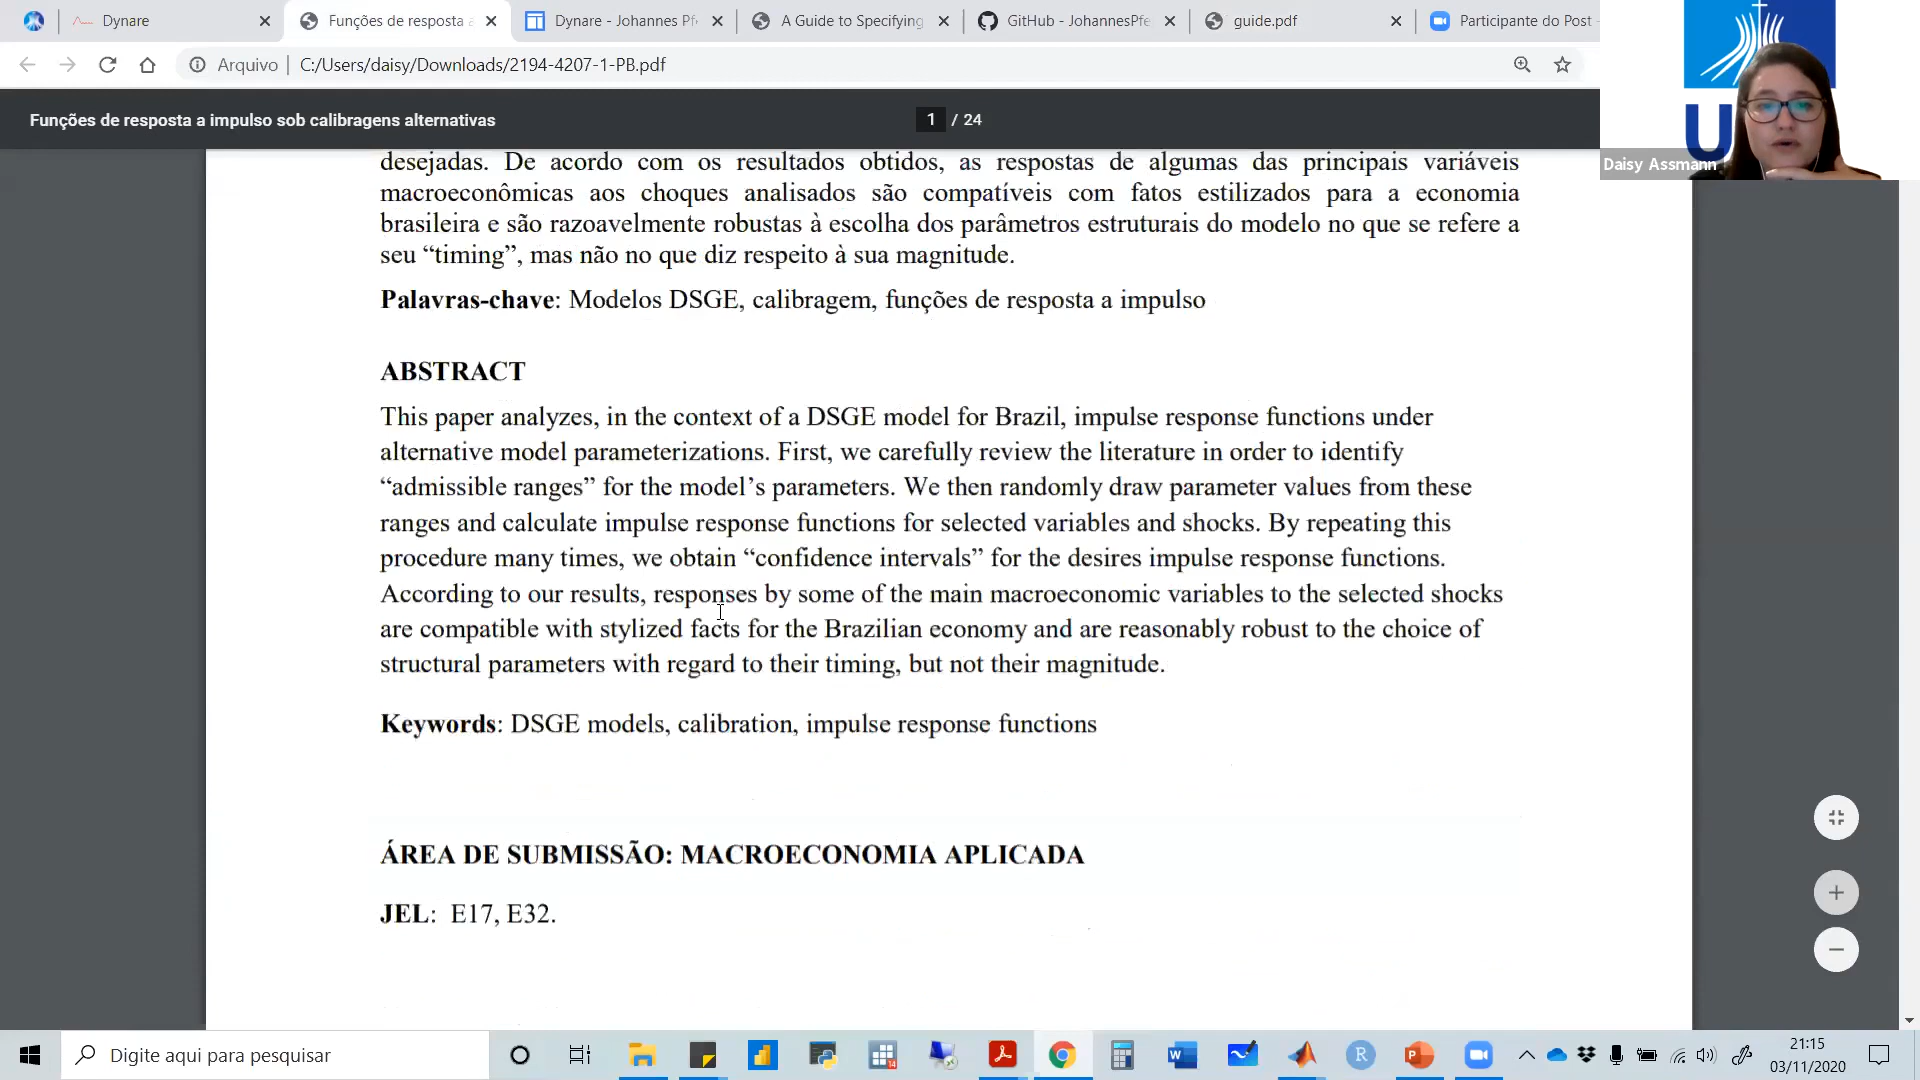 Dynare
Funções de resposta a
Dynare - Johannes Pf
A Guide to Specifying
GitHub - JohannesPfe
guide.pdf
Participante do Post -
Arquivo
C:/Users/daisy/Downloads/2194-4207-1-PB.pdf
Funções de resposta a impulso sob calibragens alternativas
1 / 24
U
Daisy Assmann
desejadas. De acordo com os resultados obtidos, as respostas de algumas das principais variáveis
macroeconômicas aos choques analisados são compatíveis com fatos estilizados para a economia
brasileira e são razoavelmente robustas à escolha dos parâmetros estruturais do modelo no que se refere a
seu “timing”, mas não no que diz respeito à sua magnitude.
Palavras-chave: Modelos DSGE, calibragem, funções de resposta a impulso
ABSTRACT
This paper analyzes, in the context of a DSGE model for Brazil, impulse response functions under
alternative model parameterizations. First, we carefully review the literature in order to identify
“admissible ranges” for the model’s parameters. We then randomly draw parameter values from these
ranges and calculate impulse response functions for selected variables and shocks. By repeating this
procedure many times, we obtain “confidence intervals” for the desires impulse response functions.
According to our results, responses by some of the main macroeconomic variables to the selected shocks
are compatible with stylized facts for the Brazilian economy and are reasonably robust to the choice of
structural parameters with regard to their timing, but not their magnitude.
Keywords: DSGE models, calibration, impulse response functions
ÁREA DE SUBMISSÃO: MACROECONOMIA APLICADA
JEL: E17, E32.
Digite aqui para pesquisar
21:15
03/11/2020